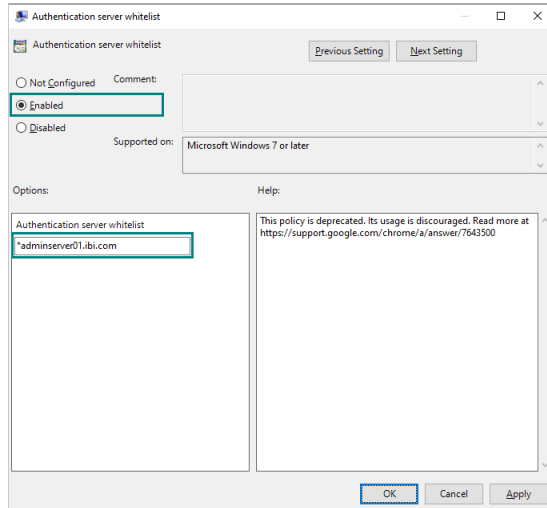 Authentication server whitelist
Authentication server whitelist
Previous Setting
Next Setting
Not Configured
Comment:
Enabled
Disabled
Supported on:
Microsoft Windows 7 or later
Options:
Help:
Authentication server whitelist
*adminserver01.ibi.com
This policy is deprecated. Its usage is discouraged. Read more at
https://support.google.com/chrome/a/answer/7643500
OK
Cancel
Apply